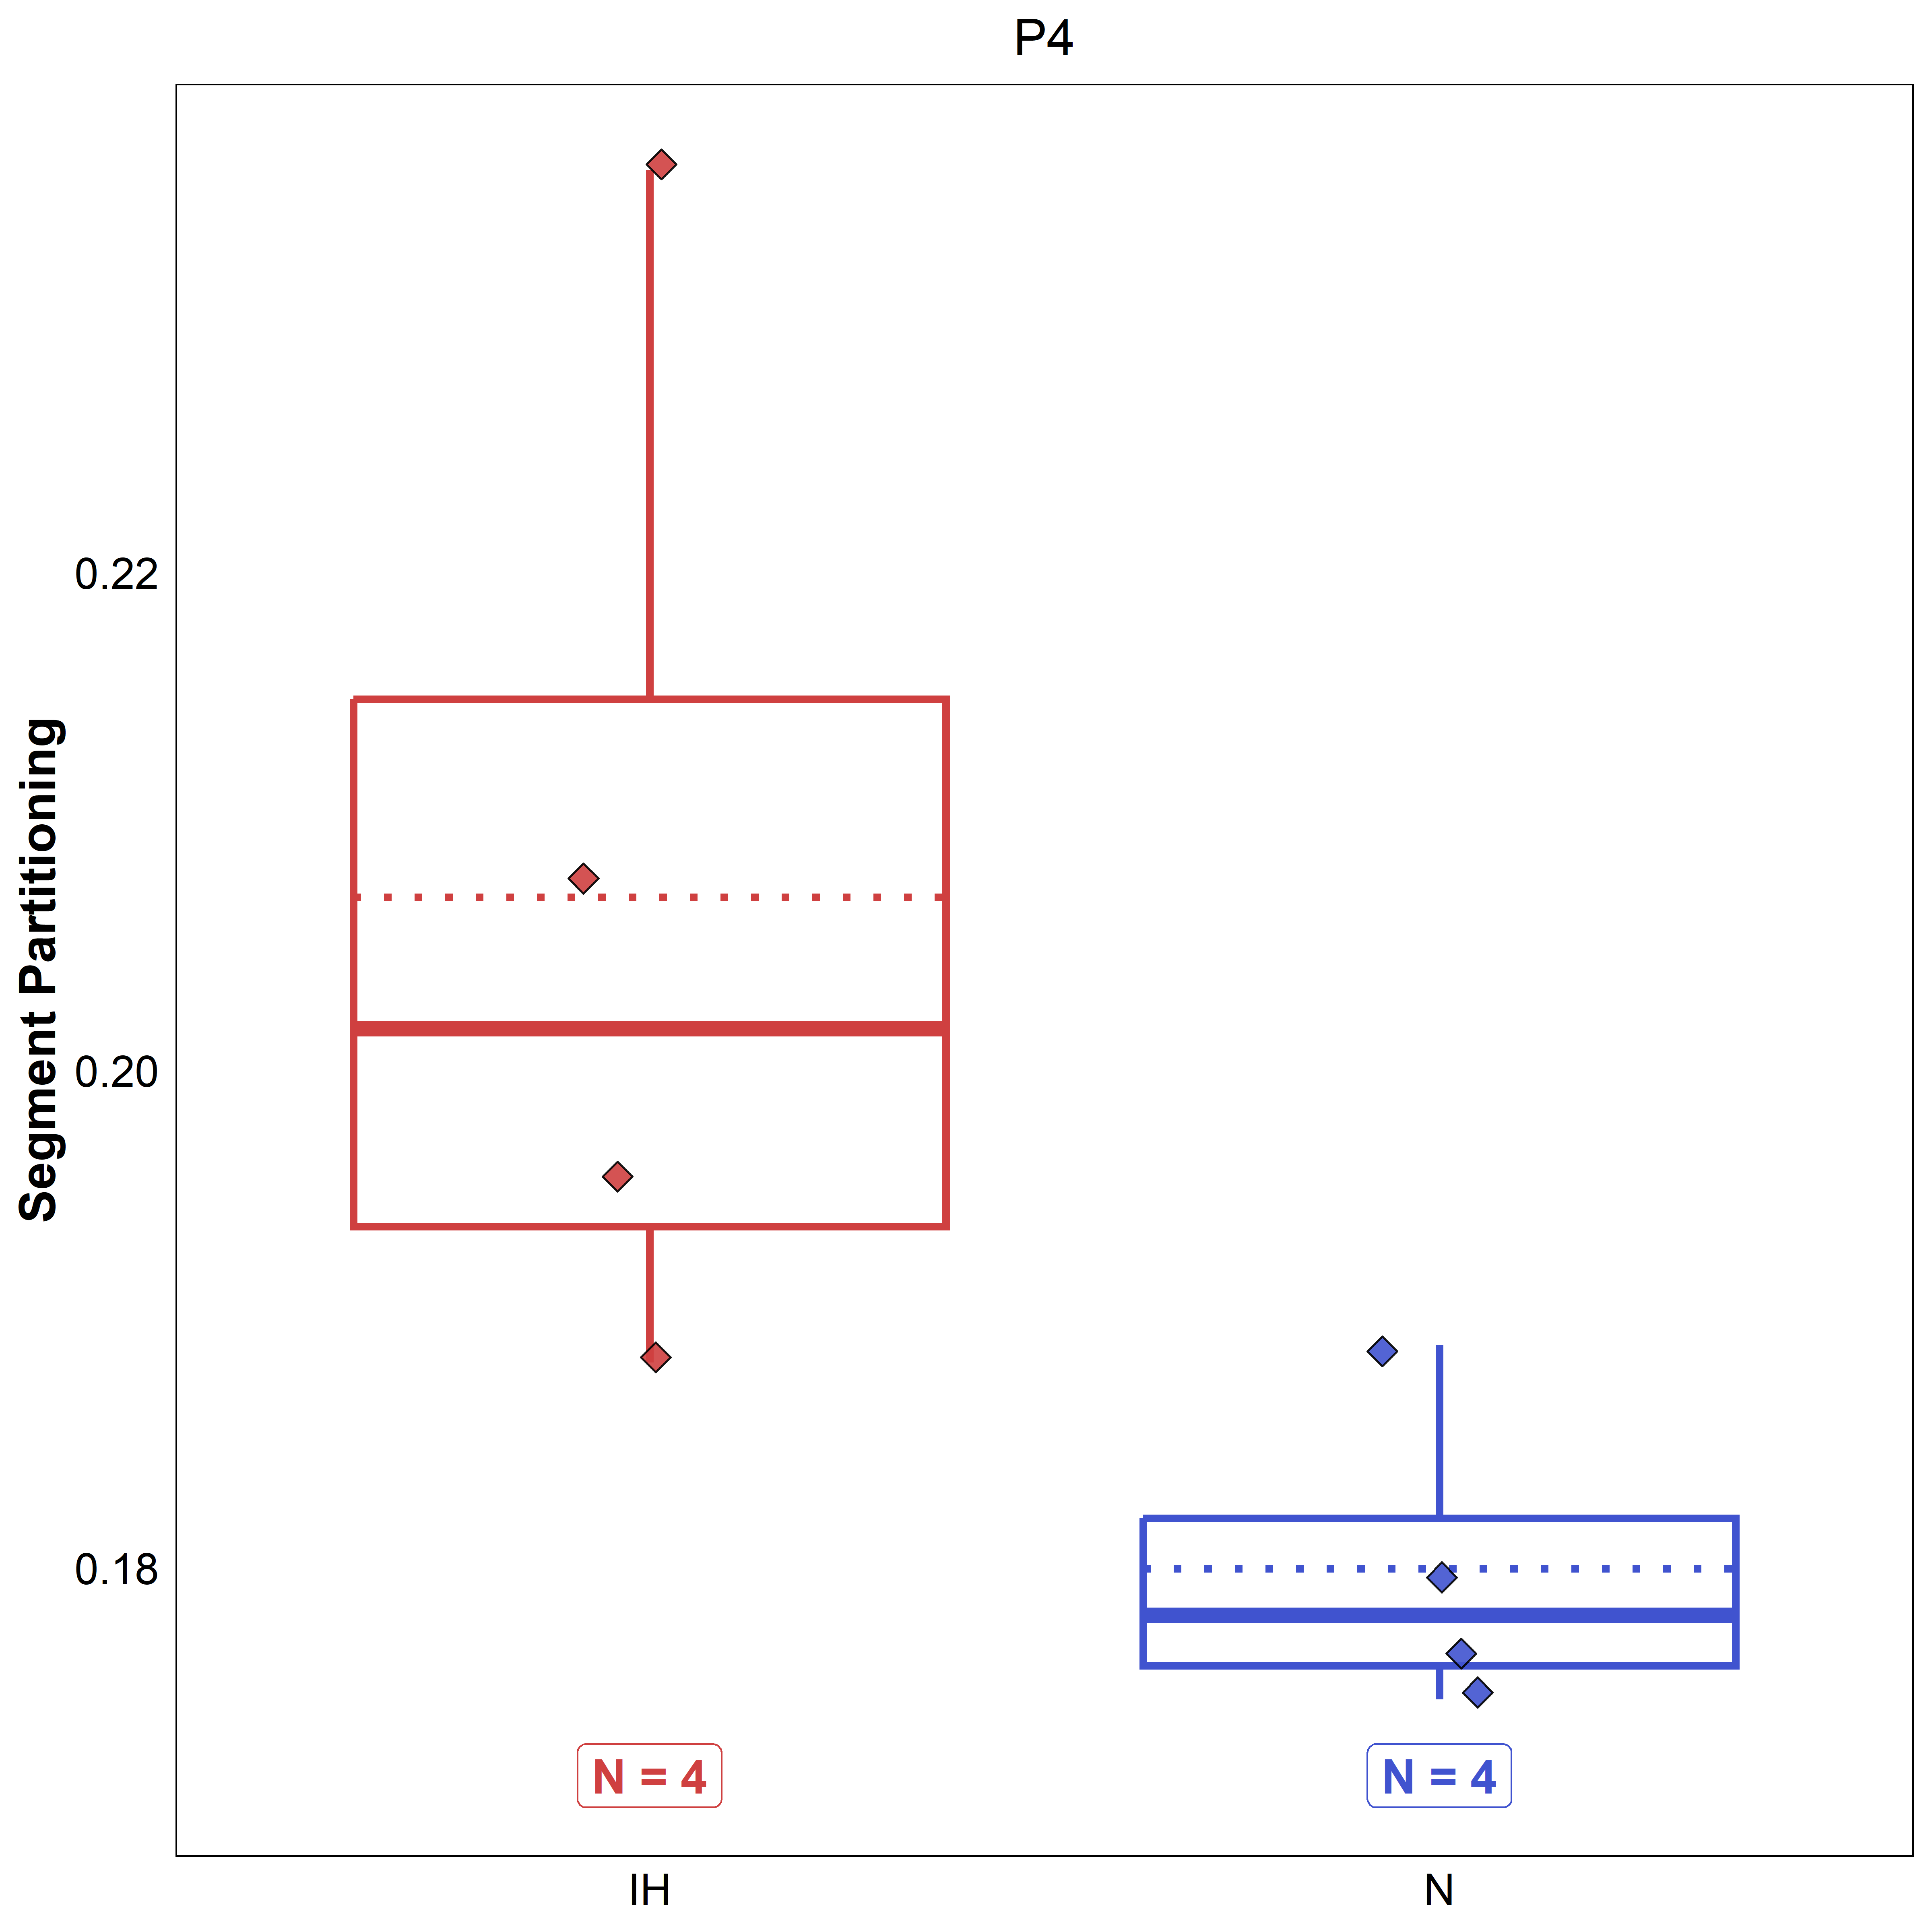 P4
Segment Partitioning
0.22
0.20
0.18
N = 4
N = 4
IH
N